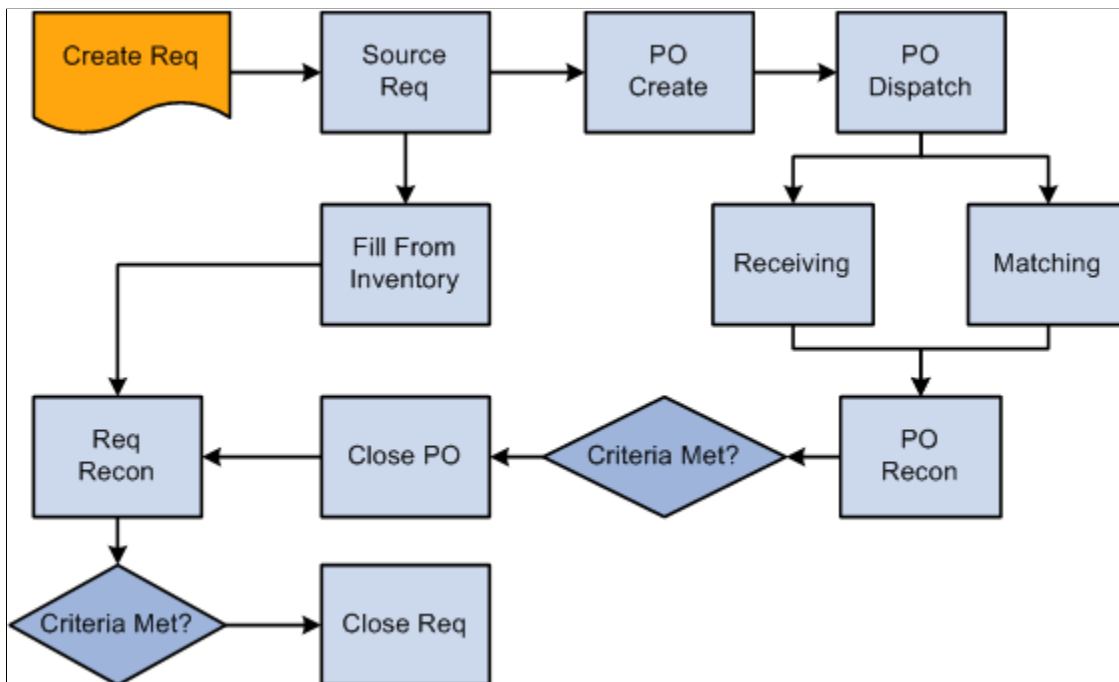 Create Req
Source
Req
PO
Create
PO
Dispatch
Fill From
Inventory
Receiving
Matching
Req
Recon
Close PO
Criteria Met?
PO
Recon
Criteria Met?
Close Req